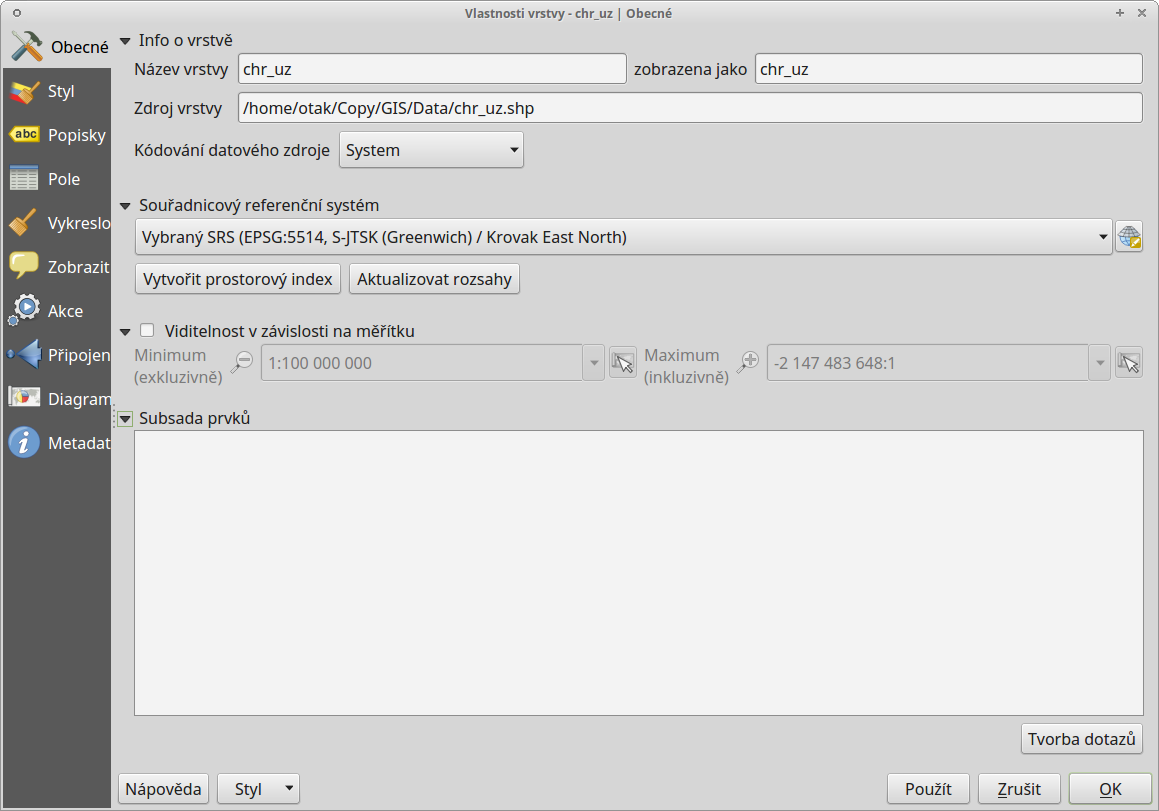 Vlastnosti vrstvy - chr_uz | Obecné
Obecné
Styl
abc Popisky
Pole
Vykreslo
Zobrazit
Akce
Připojen
Diagram
Metadat
Info o vrstvě
Název vrstvy chr_uz zobrazena jako chr_uz
Zdroj vrstvy /home/otak/Copy/GIS/Data/chr_uz.shp
Kódování datového zdroje System
Souřadnicový referenční systém
Vybraný SRS (EPSG:5514, S-JTSK (Greenwich) / Krovak East North)
Vytvořit prostorový index Aktualizovat rozsahy
Viditelnost v závislosti na měřítku
Minimum (exkluzivně) 1:100 000 000 Maximum (inkluzivně) -2 147 483 648:1
Subsada prvků
Tvorba dotazů
Nápověda Styl Použít Zrušit OK